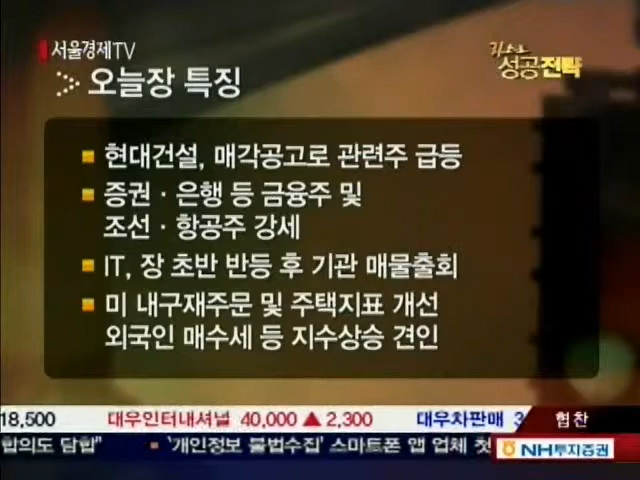 서울경제TV
성공전략
오늘장 특징
현대건설, 매각공고로 관련주 급등
증권·은행 등 금융주 및
조선·항공주 강세
IT, 장 초반 반등 후 기관 매물출회
미 내구재주문 및 주택지표 개선
외국인 매수세 등 지수상승 견인
18,500 대우인터내셔널 40,000 ▲2,300 대우차판매 협찬
합의도 담합" '개인정보 불법수집' 스마트폰 앱 업체 첫 NH투자증권